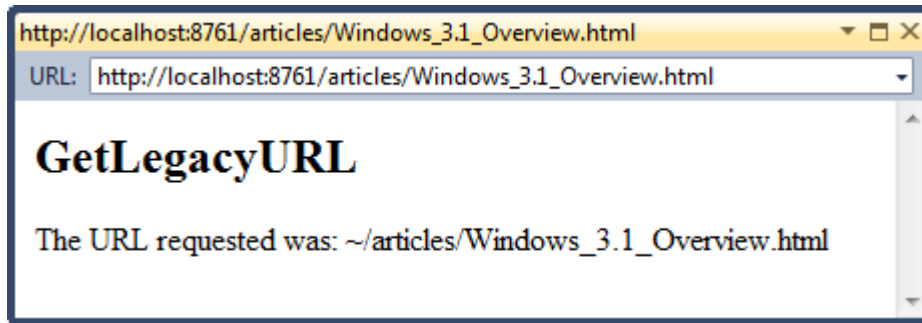 http://localhost:8761/articles/Windows_3.1_Overview.html
URL: http://localhost:8761/articles/Windows_3.1_Overview.html
GetLegacyURL
The URL requested was: ~/articles/Windows_3.1_Overview.html